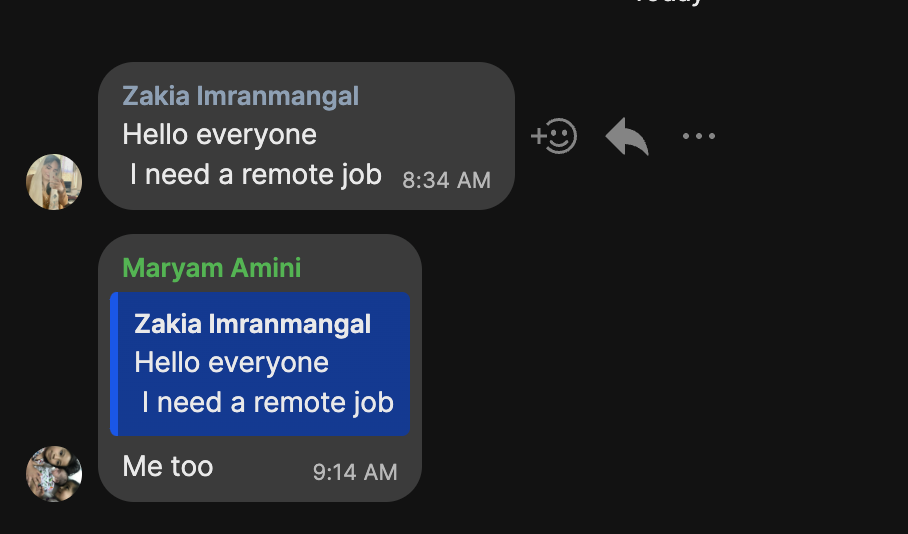 Today
Zakia Imranmangal
Hello everyone
I need a remote job 8:34 AM
Maryam Amini
Zakia Imranmangal
Hello everyone
I need a remote job
Me too 9:14 AM